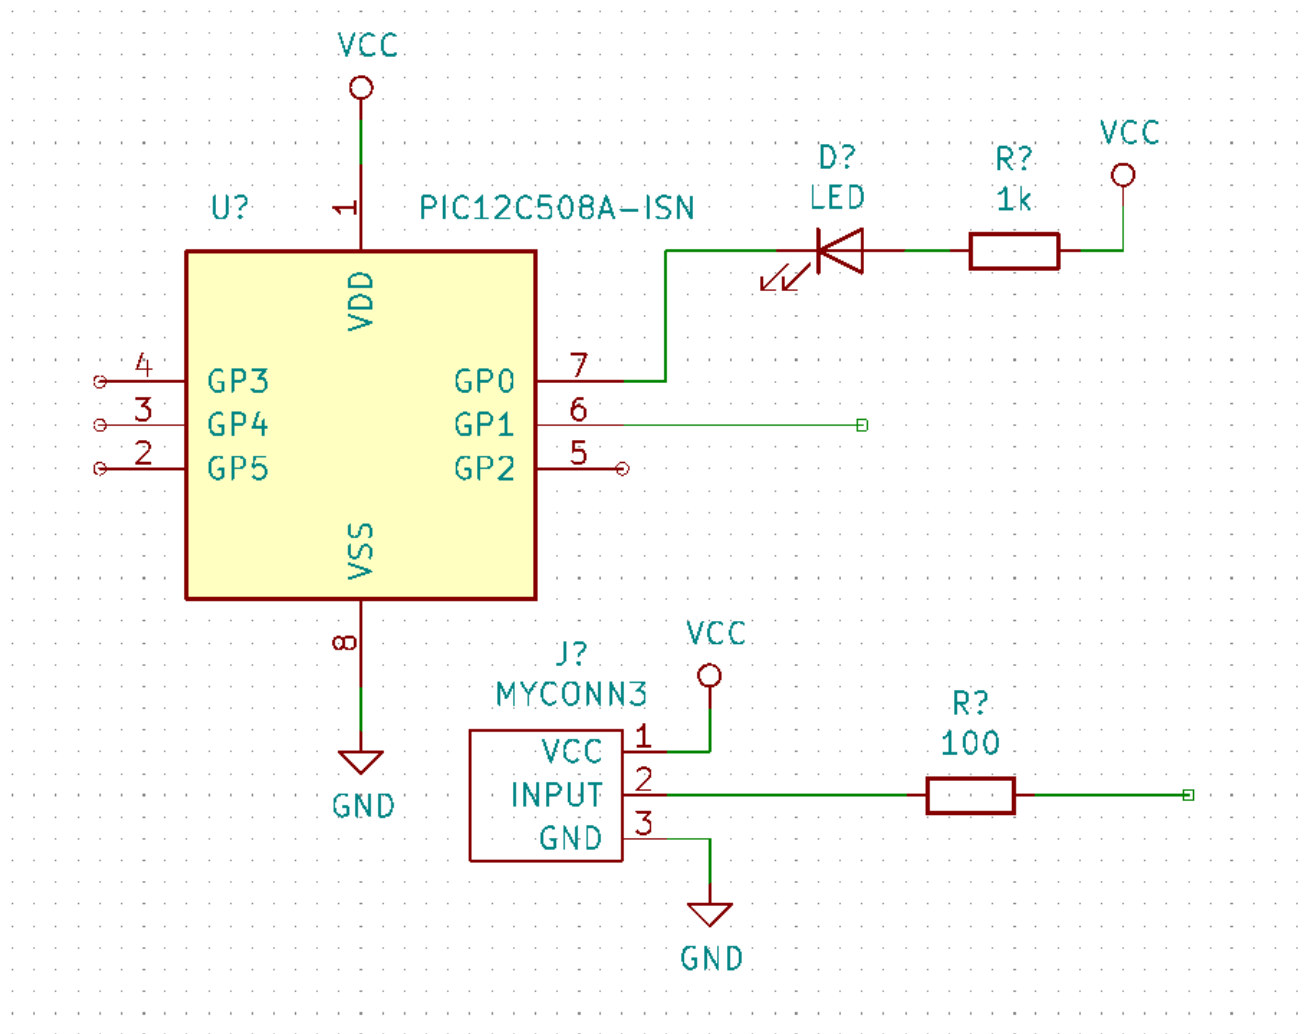 VCC
VCC
D?
R?
LED
1k
U?
1
PIC12C508A-ISN
VDD
4
GP3
GP0
7
3
GP4
GP1
6
2
GP5
GP2
5
VSS
8
VCC
J?
MYCONN3
R?
100
VCC
1
INPUT
2
GND
3
GND
GND